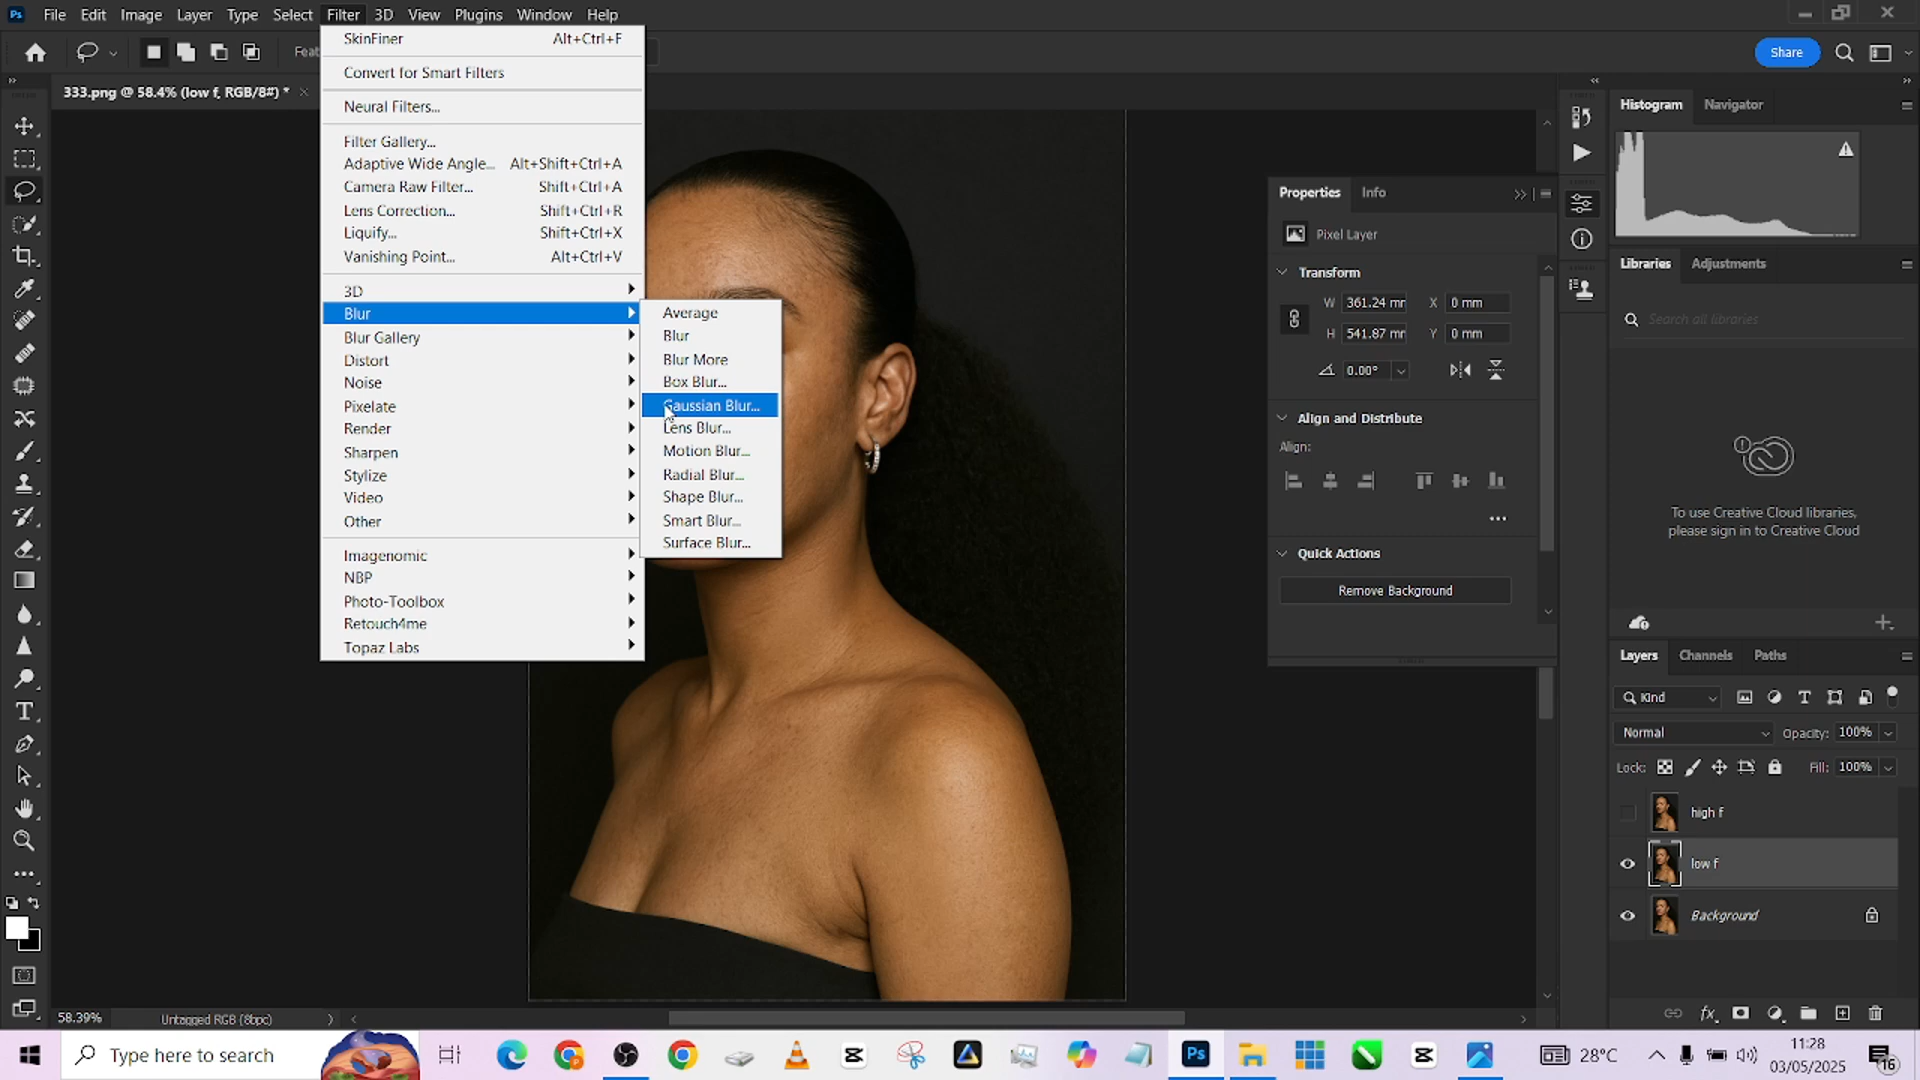 Ps File Edit Image Layer Type Select Filter 3D View Plugins Window Help
Share
333.png @ 58.4% (low f, RGB/8#) *
SkinFiner Alt+Ctrl+F
Convert for Smart Filters
Neural Filters...
Filter Gallery...
Adaptive Wide Angle... Alt+Shift+Ctrl+A
Camera Raw Filter... Shift+Ctrl+A
Lens Correction... Shift+Ctrl+R
Liquify... Shift+Ctrl+X
Vanishing Point... Alt+Ctrl+V
3D
Blur
Blur Gallery
Distort
Noise
Pixelate
Render
Sharpen
Stylize
Video
Other
Imagenomic
NBP
Photo-Toolbox
Retouch4me
Topaz Labs
Average
Blur
Blur More
Box Blur...
Gaussian Blur...
Lens Blur...
Motion Blur...
Radial Blur...
Shape Blur...
Smart Blur...
Surface Blur...
Properties Info
Pixel Layer
Transform
W 361.24 mm X 0 mm
H 541.87 mm Y 0 mm
0.00°
Align and Distribute
Align:
Quick Actions
Remove Background
Histogram Navigator
Libraries Adjustments
Search all libraries
To use Creative Cloud libraries,
please sign in to Creative Cloud
Layers Channels Paths
Kind
Normal Opacity: 100%
Lock: Fill: 100%
high f
low f
Background
58.39% Untagged RGB (8bpc)
Type here to search
Ps
28°C
11:28
03/05/2025
16